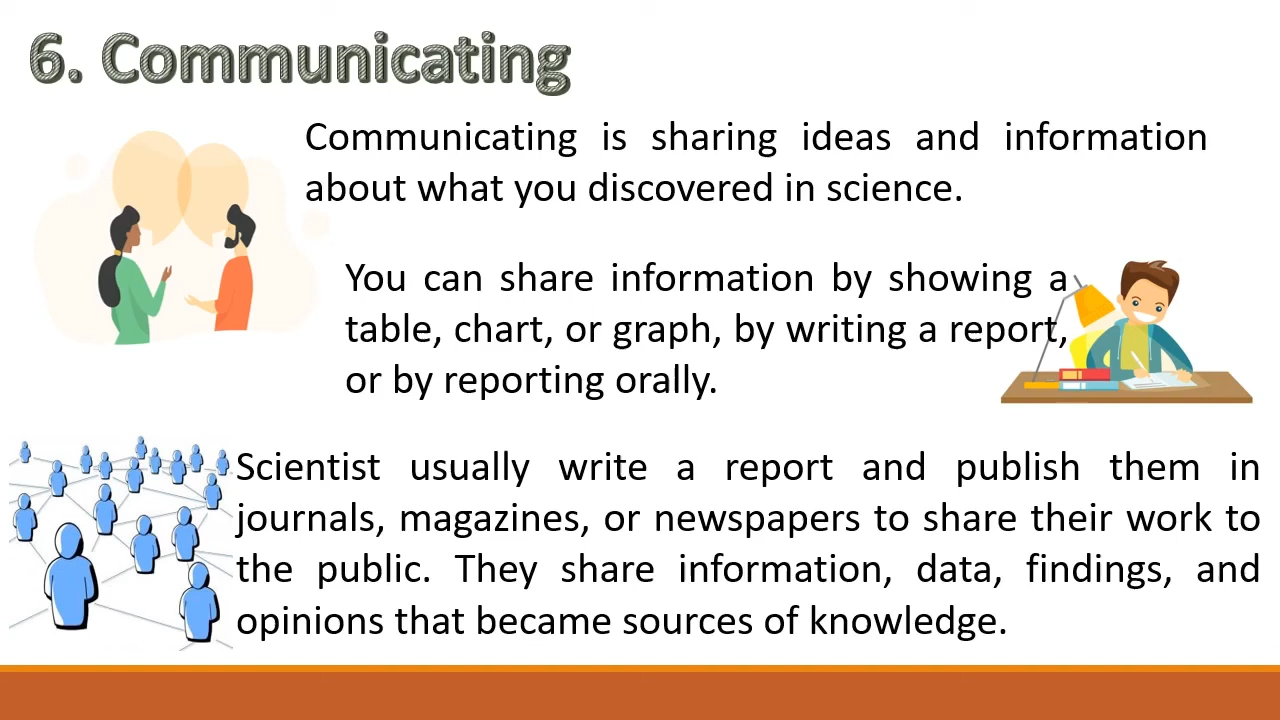 6. Communicating
Communicating is sharing ideas and information
about what you discovered in science.
You can share information by showing a
table, chart, or graph, by writing a report,
or by reporting orally.
Scientist usually write a report and publish them in
journals, magazines, or newspapers to share their work to
the public. They share information, data, findings, and
opinions that became sources of knowledge.